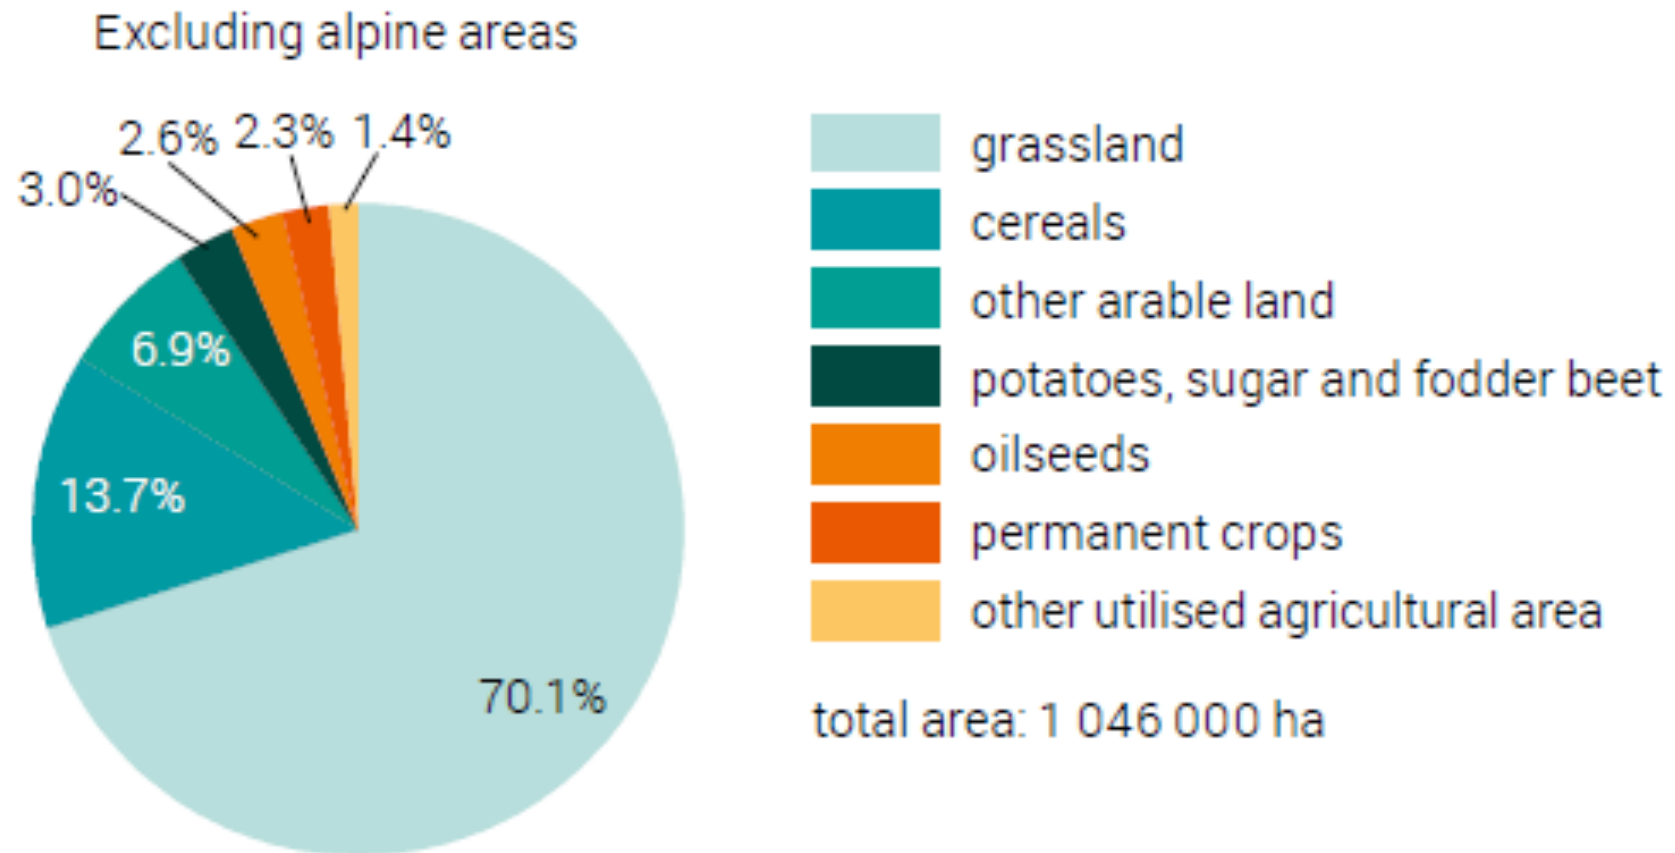 Excluding alpine areas
2.6% 2.3% 1.4%
3.0%
6.9%
13.7%
70.1%
grassland
cereals
other arable land
potatoes, sugar and fodder beet
oilseeds
permanent crops
other utilised agricultural area
total area: 1 046 000 ha